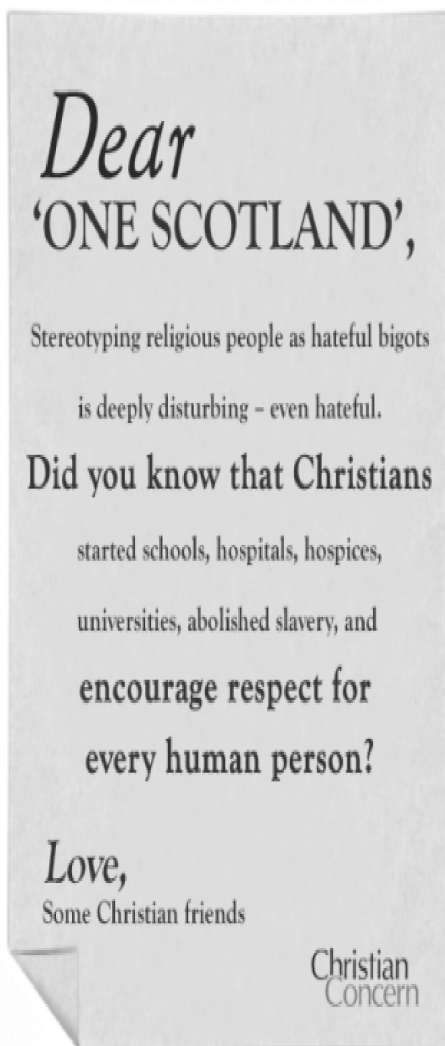 Dear
‘ONE SCOTLAND’,
Stereotyping religious people as hateful bigots
is deeply disturbing – even hateful.
Did you know that Christians
started schools, hospitals, hospices,
universities, abolished slavery, and
encourage respect for
every human person?
Love,
Some Christian friends
Christian
Concern